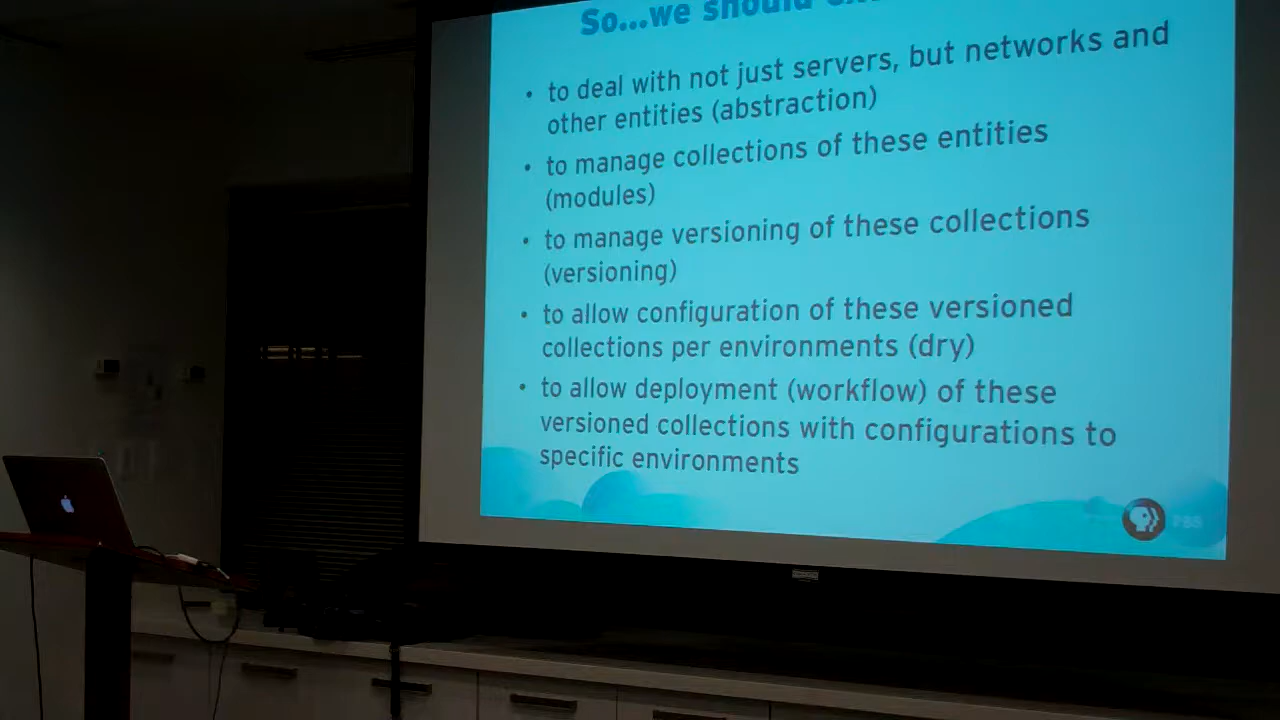 So...we should
• to deal with not just servers, but networks and
other entities (abstraction)
• to manage collections of these entities
(modules)
• to manage versioning of these collections
(versioning)
• to allow configuration of these versioned
collections per environments (dry)
• to allow deployment (workflow) of these
versioned collections with configurations to
specific environments
PBS